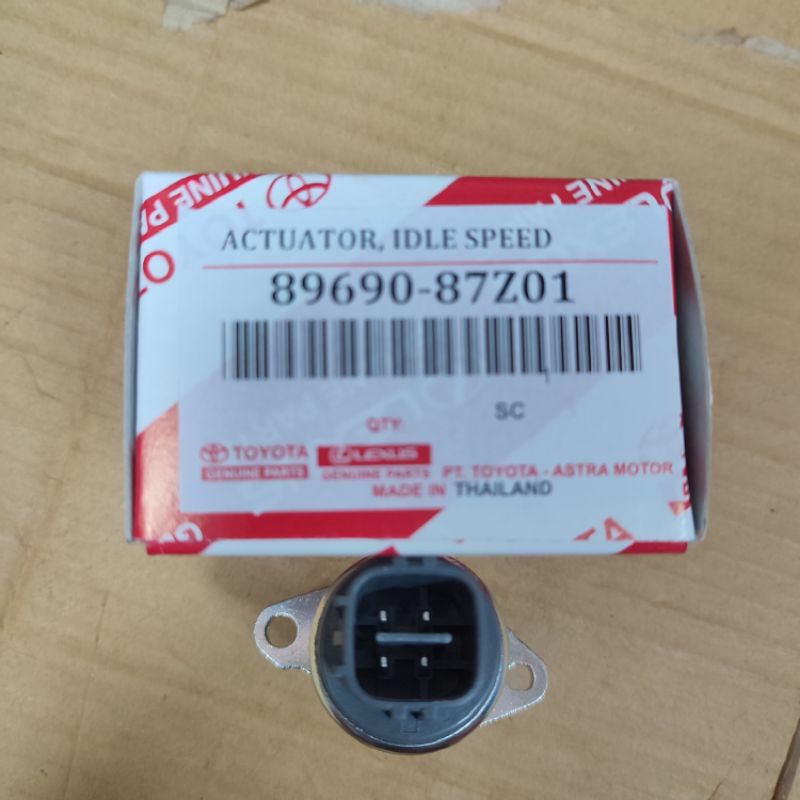 ACTUATOR, IDLE SPEED
89690-87Z01
SC
QTY:
TOYOTA LEXUS
GENUINE PARTS GENUINE PARTS PT. TOYOTA - ASTRA MOTOR
MADE IN THAILAND